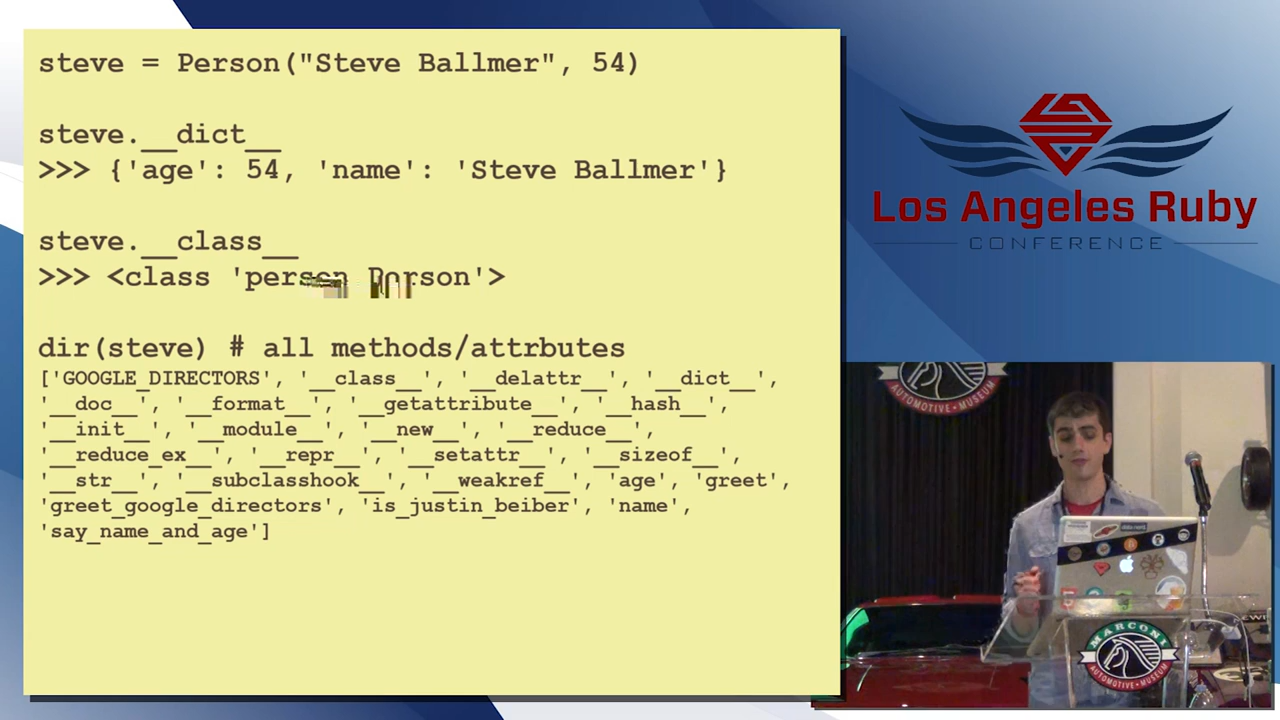 steve = Person("Steve Ballmer", 54)
steve.__dict__
>>> {'age': 54, 'name': 'Steve Ballmer'}
steve.__class__
>>> <class 'person Person'>
dir(steve) # all methods/attrbutes
['GOOGLE_DIRECTORS', '__class__', '__delattr__', '__dict__',
'__doc__', '__format__', '__getattribute__', '__hash__',
'__init__', '__module__', '__new__', '__reduce__',
'__reduce_ex__', '__repr__', '__setattr__', '__sizeof__',
'__str__', '__subclasshook__', '__weakref__', 'age', 'greet',
'greet_google_directors', 'is_justin_beiber', 'name',
'say_name_and_age']
Los Angeles Ruby
CONFERENCE
AUTOMOTIVE • MUSEUM
MARCONI
AUTOMOTIVE • MUSEUM